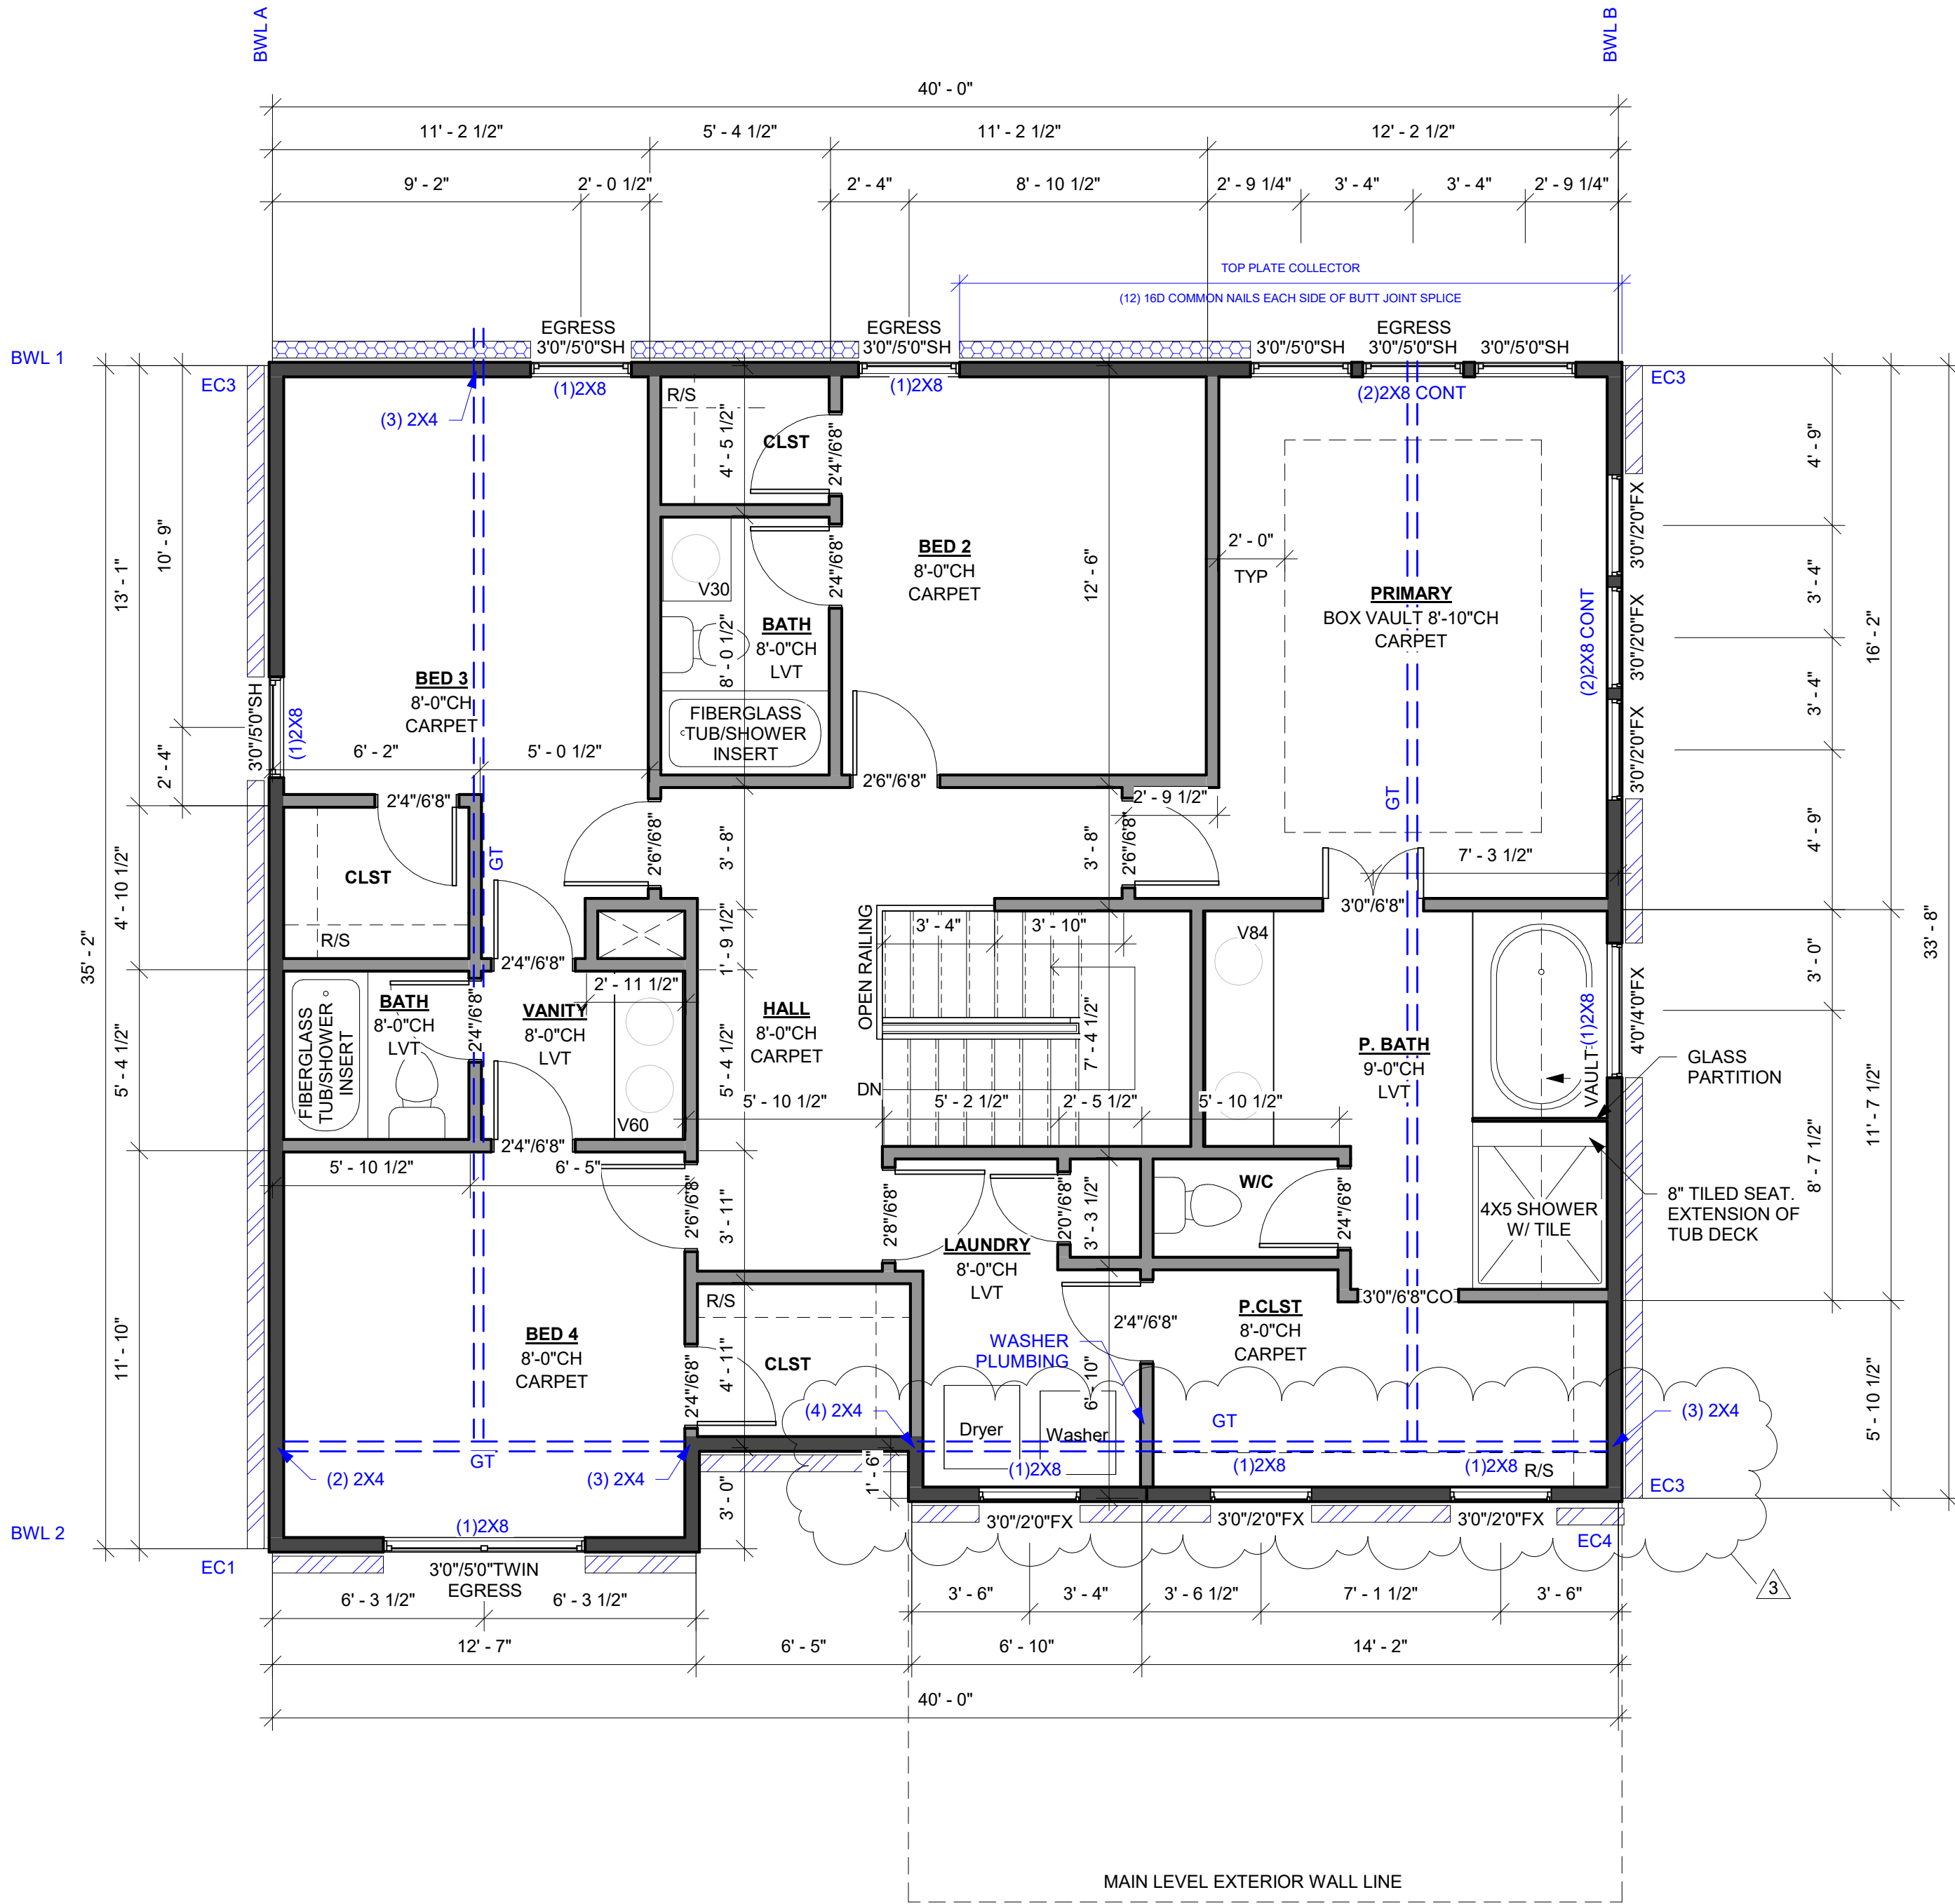 BWL A
BWL B
40' - 0"
11' - 2 1/2"
5' - 4 1/2"
11' - 2 1/2"
12' - 2 1/2"
9' - 2"
2' - 0 1/2"
2' - 4"
8' - 10 1/2"
2' - 9 1/4"
3' - 4"
3' - 4"
2' - 9 1/4"
TOP PLATE COLLECTOR
(12) 16D COMMON NAILS EACH SIDE OF BUTT JOINT SPLICE
EGRESS
3'0"/5'0"SH
EGRESS
3'0"/5'0"SH
3'0"/5'0"SH
EGRESS
3'0"/5'0"SH
3'0"/5'0"SH
BWL 1
EC3
EC3
(1)2X8
(1)2X8
(2)2X8 CONT
(3) 2X4
R/S
4' - 5 1/2"
CLST
2'4"/6'8"
4' - 9"
10' - 9"
13' - 1"
BED 2
8'-0"CH
CARPET
12' - 6"
2' - 0"
TYP
V30
2'4"/6'8"
BATH
8'-0"CH
LVT
8' - 0 1/2"
FIBERGLASS
TUB/SHOWER
INSERT
PRIMARY
BOX VAULT 8'-10"CH
CARPET
(2)2X8 CONT
3'0"/2'0"FX
3'0"/2'0"FX
3'0"/2'0"FX
3' - 4"
3' - 4"
16' - 2"
BED 3
8'-0"CH
CARPET
3'0"/5'0"SH
(1)2X8
2' - 4"
6' - 2"
5' - 0 1/2"
2'6"/6'8"
2' - 9 1/2"
GT
2'4"/6'8"
GT
2'6"/6'8"
3' - 8"
3' - 8"
2'6"/6'8"
7' - 3 1/2"
4' - 9"
CLST
R/S
4' - 10 1/2"
35' - 2"
33' - 8"
3'0"/6'8"
1' - 9 1/2"
OPEN RAILING
3' - 4"
3' - 10"
V84
2'4"/6'8"
2' - 11 1/2"
3' - 0"
BATH
8'-0"CH
LVT
FIBERGLASS
TUB/SHOWER
INSERT
2'4"/6'8"
VANITY
8'-0"CH
LVT
HALL
8'-0"CH
CARPET
7' - 4 1/2"
P. BATH
9'-0"CH
LVT
(1)2X8
4'0"/4'0"FX
VAULT
GLASS
PARTITION
5' - 4 1/2"
5' - 4 1/2"
DN
5' - 10 1/2"
5' - 2 1/2"
2' - 5 1/2"
5' - 10 1/2"
V60
2'4"/6'8"
11' - 7 1/2"
8' - 7 1/2"
5' - 10 1/2"
6' - 5"
2'6"/6'8"
3' - 11"
2'8"/6'8"
2'0"/6'8"
3' - 3 1/2"
W/C
2'4"/6'8"
4X5 SHOWER
W/ TILE
8" TILED SEAT.
EXTENSION OF
TUB DECK
LAUNDRY
8'-0"CH
LVT
R/S
3'0"/6'8"CO
2'4"/6'8"
P.CLST
8'-0"CH
CARPET
WASHER
PLUMBING
BED 4
8'-0"CH
CARPET
11' - 10"
2'4"/6'8"
4' - 11"
CLST
6' - 10"
5' - 10 1/2"
(4) 2X4
GT
(3) 2X4
Dryer
Washer
GT
(2) 2X4
(3) 2X4
1' - 6"
(1)2X8
(1)2X8
(1)2X8
R/S
EC3
3' - 0"
BWL 2
(1)2X8
3'0"/2'0"FX
3'0"/2'0"FX
3'0"/2'0"FX
EC4
EC1
3'0"/5'0"TWIN
EGRESS
3
6' - 3 1/2"
6' - 3 1/2"
3' - 6"
3' - 4"
3' - 6 1/2"
7' - 1 1/2"
3' - 6"
12' - 7"
6' - 5"
6' - 10"
14' - 2"
40' - 0"
MAIN LEVEL EXTERIOR WALL LINE